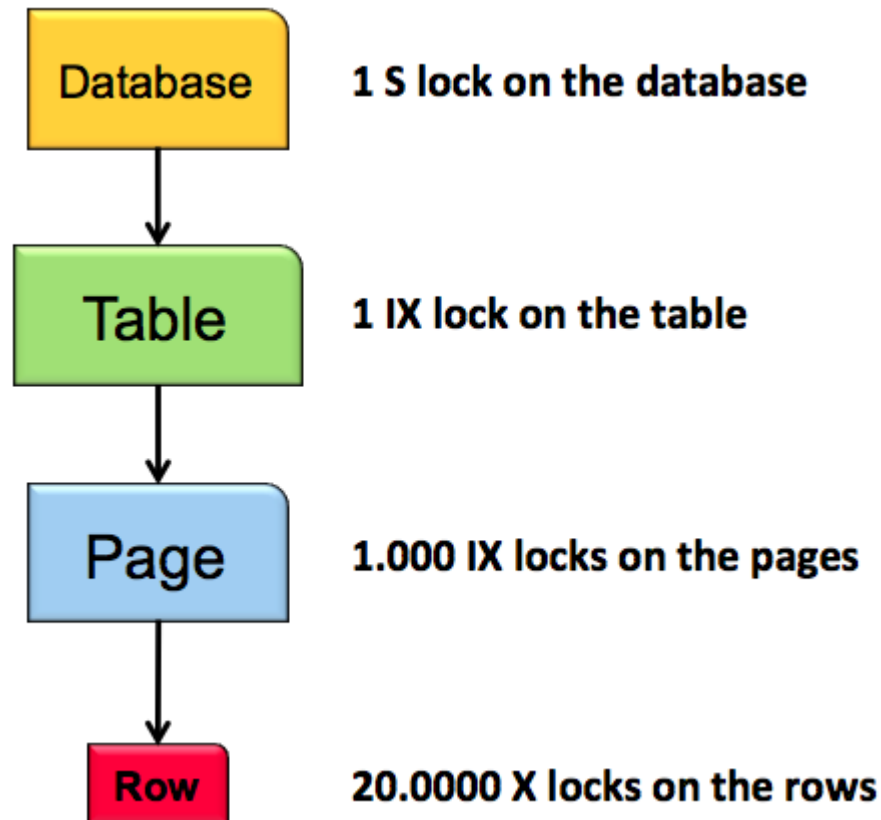 Database
1 S lock on the database
Table
1 IX lock on the table
Page
1.000 IX locks on the pages
Row
20.0000 X locks on the rows